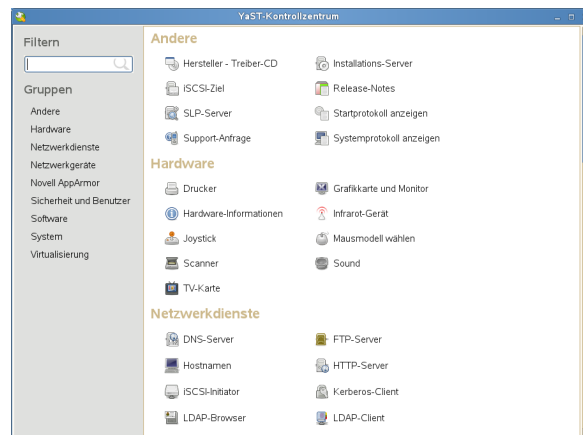 YaST-Kontrollzentrum
Filtern
Gruppen
Andere
Hardware
Netzwerkdienste
Netzwerkgeräte
Novell AppArmor
Sicherheit und Benutzer
Software
System
Virtualisierung
Andere
Hersteller - Treiber-CD
Installations-Server
iSCSI-Ziel
Release-Notes
SLP-Server
Startprotokoll anzeigen
Support-Anfrage
Systemprotokoll anzeigen
Hardware
Drucker
Grafikkarte und Monitor
Hardware-Informationen
Infrarot-Gerät
Joystick
Mausmodell wählen
Scanner
Sound
TV-Karte
Netzwerkdienste
DNS-Server
FTP-Server
Hostnamen
HTTP-Server
iSCSI-Initiator
Kerberos-Client
LDAP-Browser
LDAP-Client